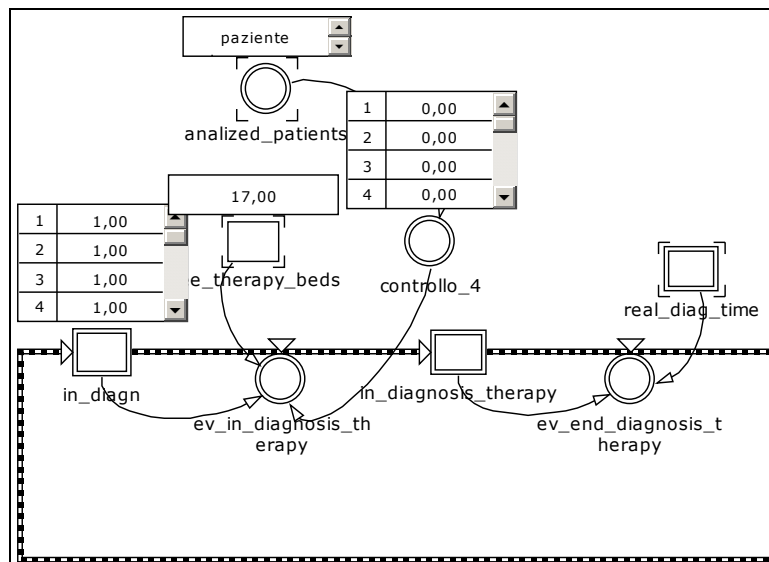 paziente
analized_patients
1 0,00
2 0,00
3 0,00
4 0,00
17,00
1 1,00
2 1,00
3 1,00
4 1,00
e_therapy_beds
controllo_4
real_diag_time
in_diagn
in_diagnosis_therapy
ev_in_diagnosis_th
erapy
ev_end_diagnosis_t
herapy